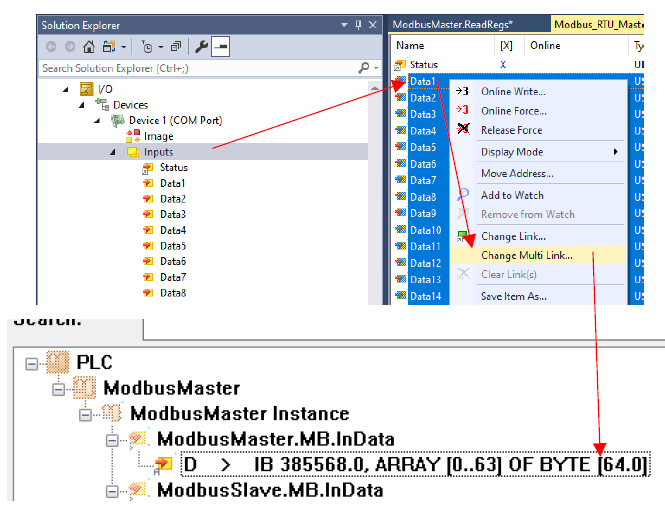 Solution Explorer
Search Solution Explorer (Ctrl+;)
I/O
Devices
Device 1 (COM Port)
Image
Inputs
Status
Data1
Data2
Data3
Data4
Data5
Data6
Data7
Data8
ModbusMaster.ReadRegs*
Modbus_RTU_Maste
Name [X] Online Ty
Status X UI
Data1 US
Data2 US
Data3 US
Data4 US
Data5 US
Data6 US
Data7 US
Data8 US
Data9 US
Data10 US
Data11 US
Data12 US
Data13 US
Data14 US
Online Write...
Online Force...
Release Force
Display Mode
Move Address...
Add to Watch
Remove from Watch
Change Link...
Change Multi Link...
Clear Link(s)
Save Item As...
Search:
PLC
ModbusMaster
ModbusMaster Instance
ModbusMaster.MB.InData
D > IB 385568.0, ARRAY [0..63] OF BYTE [64.0]
ModbusSlave.MB.InData